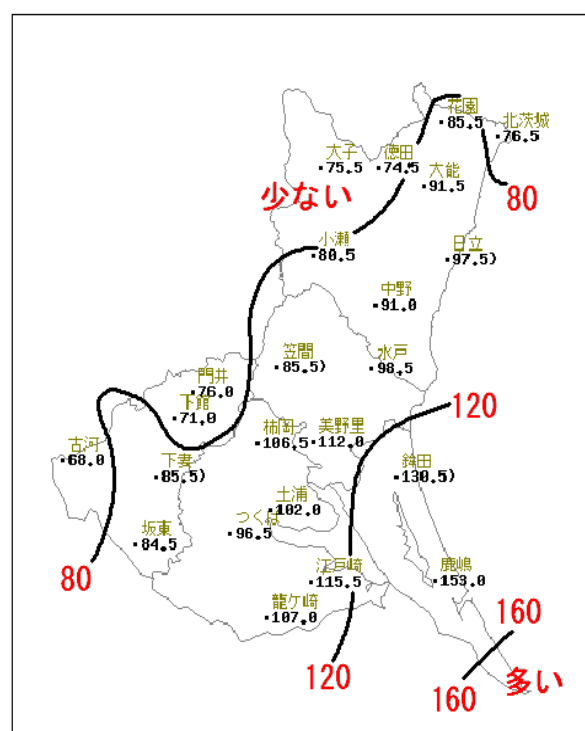 花園
・85.5
北茨城
・76.5
大子
・75.5
徳田
・74.5
大能
・91.5
80
少ない
小瀬
・80.5
日立
・97.5)
中野
・91.0
笠間
・85.5)
水戸
・98.5
門井
・76.0
下館
・71.0
120
柿岡
・106.5
美野里
・112.0
古河
・68.0
下妻
・85.5)
鉾田
・130.5)
土浦
・102.0
つくば
・96.5
坂東
・84.5
80
江戸崎
・115.5
鹿嶋
・153.0
龍ケ崎
・107.0
160
120
160
多い